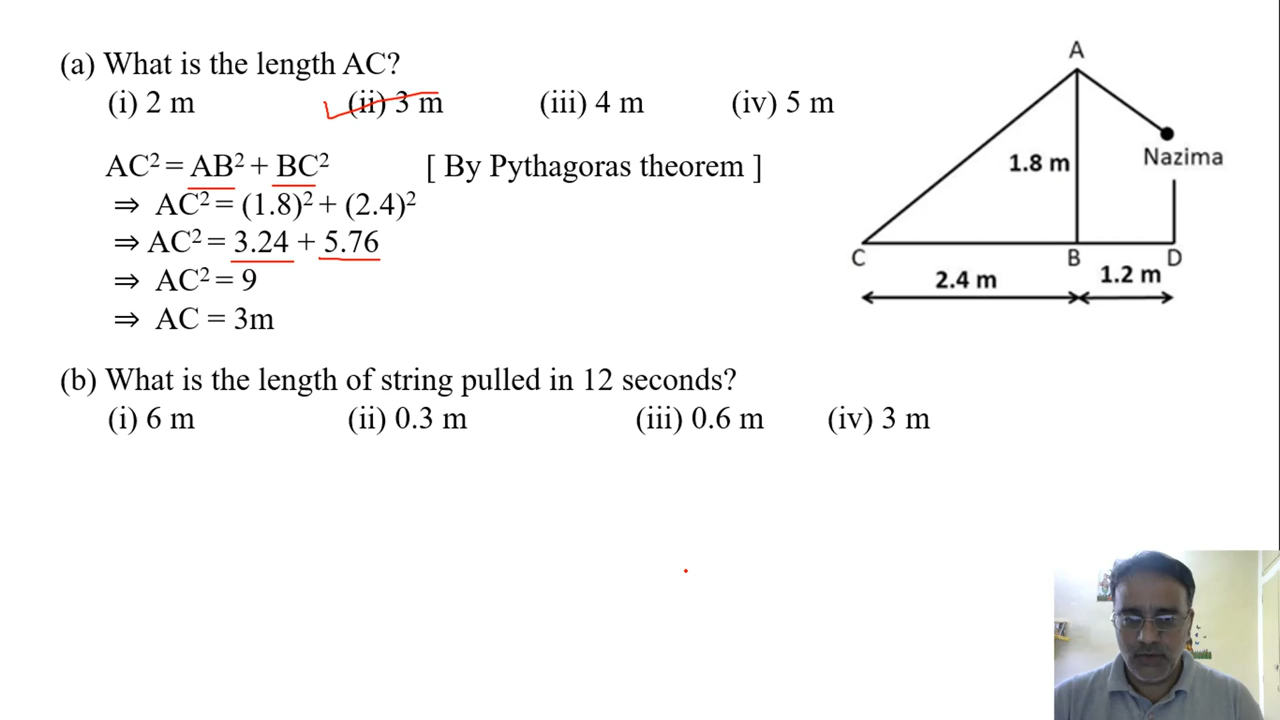 (a) What is the length AC?
(i) 2 m (ii) 3 m (iii) 4 m (iv) 5 m
AC² = AB² + BC² [ By Pythagoras theorem ]
⇒ AC² = (1.8)² + (2.4)²
⇒ AC² = 3.24 + 5.76
⇒ AC² = 9
⇒ AC = 3m
(b) What is the length of string pulled in 12 seconds?
(i) 6 m (ii) 0.3 m (iii) 0.6 m (iv) 3 m
A
1.8 m
Nazima
C B D
2.4 m 1.2 m